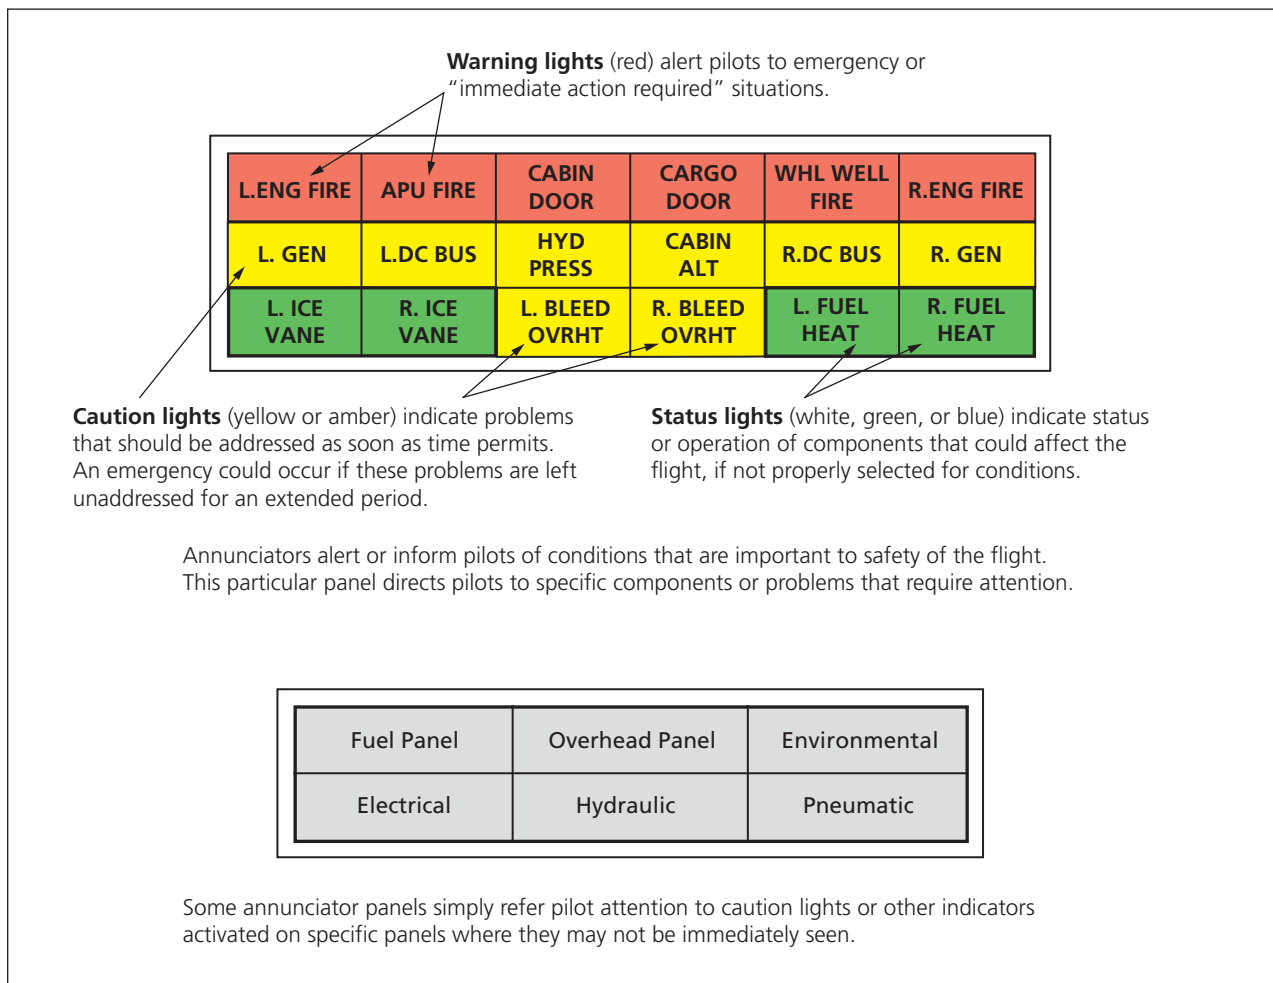 Warning lights (red) alert pilots to emergency or
“immediate action required” situations.
L.ENG FIRE
APU FIRE
CABIN
DOOR
CARGO
DOOR
WHL WELL
FIRE
R.ENG FIRE
L. GEN
L.DC BUS
HYD
PRESS
CABIN
ALT
R.DC BUS
R. GEN
L. ICE
VANE
R. ICE
VANE
L. BLEED
OVRHT
R. BLEED
OVRHT
L. FUEL
HEAT
R. FUEL
HEAT
Caution lights (yellow or amber) indicate problems
that should be addressed as soon as time permits.
An emergency could occur if these problems are left
unaddressed for an extended period.
Status lights (white, green, or blue) indicate status
or operation of components that could affect the
flight, if not properly selected for conditions.
Annunciators alert or inform pilots of conditions that are important to safety of the flight.
This particular panel directs pilots to specific components or problems that require attention.
Fuel Panel
Overhead Panel
Environmental
Electrical
Hydraulic
Pneumatic
Some annunciator panels simply refer pilot attention to caution lights or other indicators
activated on specific panels where they may not be immediately seen.